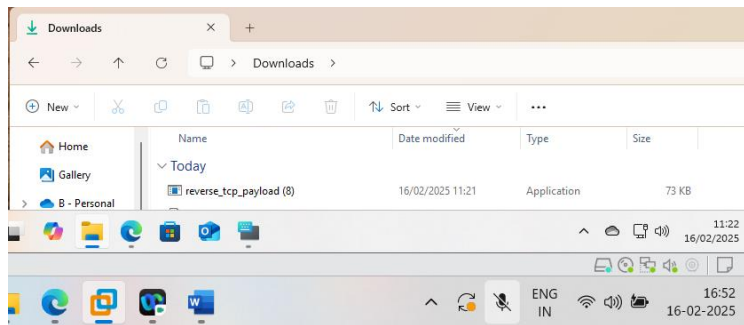 Downloads
Downloads
New
Sort
View
Name Date modified Type Size
Home
Gallery
B - Personal
Today
reverse_tcp_payload (8) 16/02/2025 11:21 Application 73 KB
11:22
16/02/2025
ENG
IN
16:52
16-02-2025